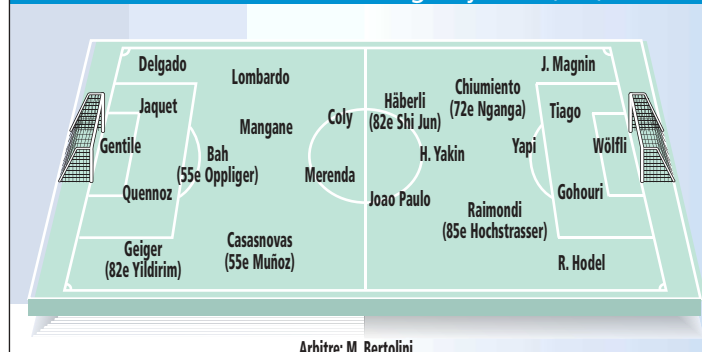 Delgado
Lombardo
Jaquet
Mangane
Coly
Gentile
Bah
(55e Oppliger)
Merenda
Quennoz
Geiger
(82e Yildirim)
Casasnovas
(55e Muñoz)
J. Magnin
Chiumiento
(72e Nganga)
Häberli
(82e Shi Jun)
Tiago
H. Yakin
Yapi
Wölfli
Joao Paulo
Gohouri
Raimondi
(85e Hochstrasser)
R. Hodel
Arbitre: M. Bertolini